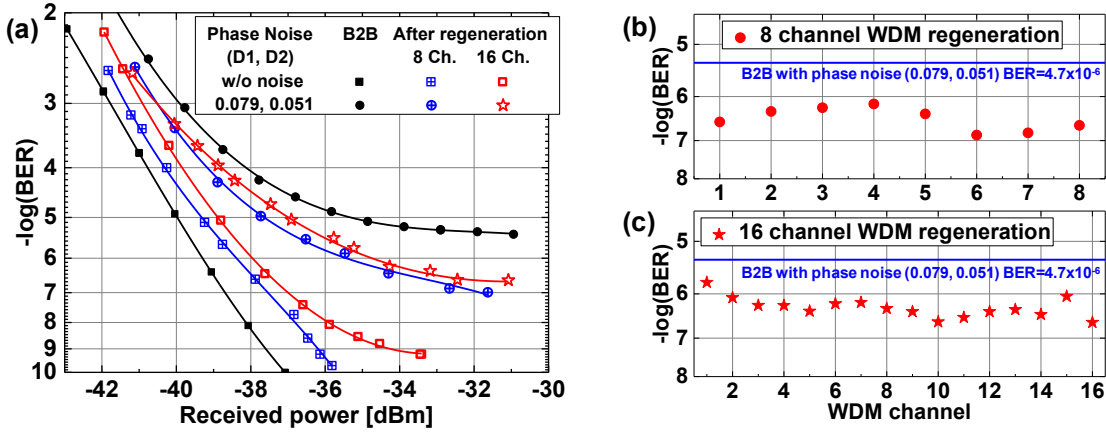 (a)
Phase Noise B2B After regeneration
(D1, D2) 8 Ch. 16 Ch.
w/o noise
0.079, 0.051
2
3
4
5
6
7
8
9
10
-log(BER)
-42 -40 -38 -36 -34 -32 -30
Received power [dBm]
(b)
8 channel WDM regeneration
B2B with phase noise (0.079, 0.051) BER=4.7x10⁻⁶
5
6
7
8
-log(BER)
1 2 3 4 5 6 7 8
(c)
16 channel WDM regeneration
B2B with phase noise (0.079, 0.051) BER=4.7x10⁻⁶
5
6
7
8
-log(BER)
2 4 6 8 10 12 14 16
WDM channel